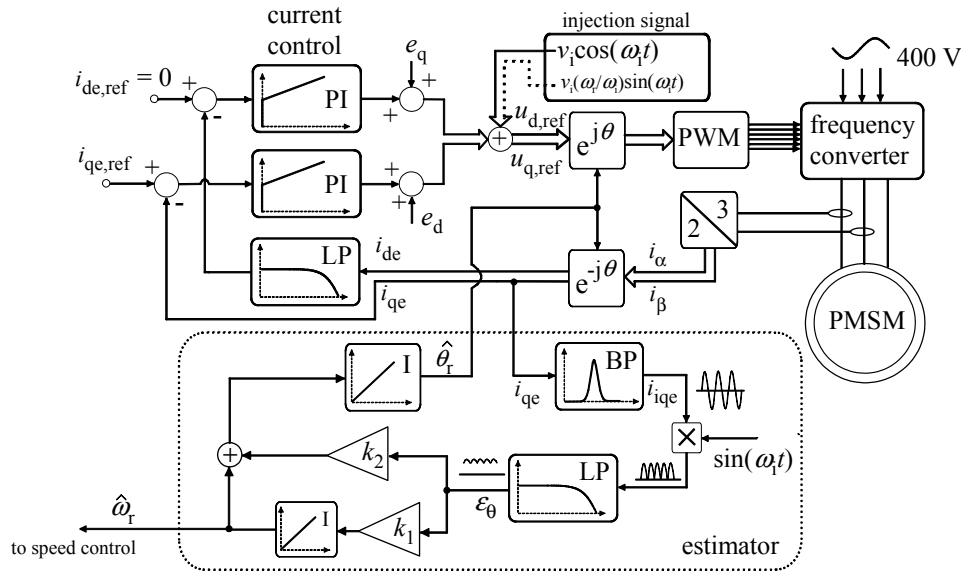 current
control
injection signal
e_q
v_i cos(ω_i t)
v_i(ω_r/ω_i)sin(ω_i t)
400 V
i_de,ref = 0
+
-
PI
+
+
u_d,ref
u_q,ref
+
e^jθ
PWM
frequency
converter
i_qe,ref
+
-
PI
+
+
e_d
2
3
LP
i_de
i_qe
e^-jθ
i_α
i_β
PMSM
I
θ̂_r
i_qe
BP
i_iqe
×
sin(ω_i t)
+
k_2
ε_θ
LP
ω̂_r
to speed control
I
k_1
estimator